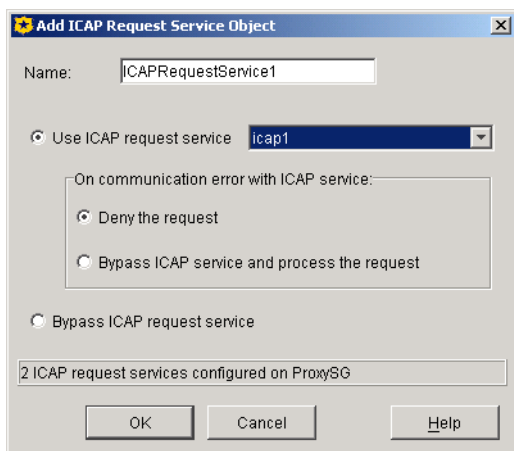 Add ICAP Request Service Object
Name: ICAPRequestService1
Use ICAP request service icap1
On communication error with ICAP service:
Deny the request
Bypass ICAP service and process the request
Bypass ICAP request service
2 ICAP request services configured on ProxySG
OK Cancel Help